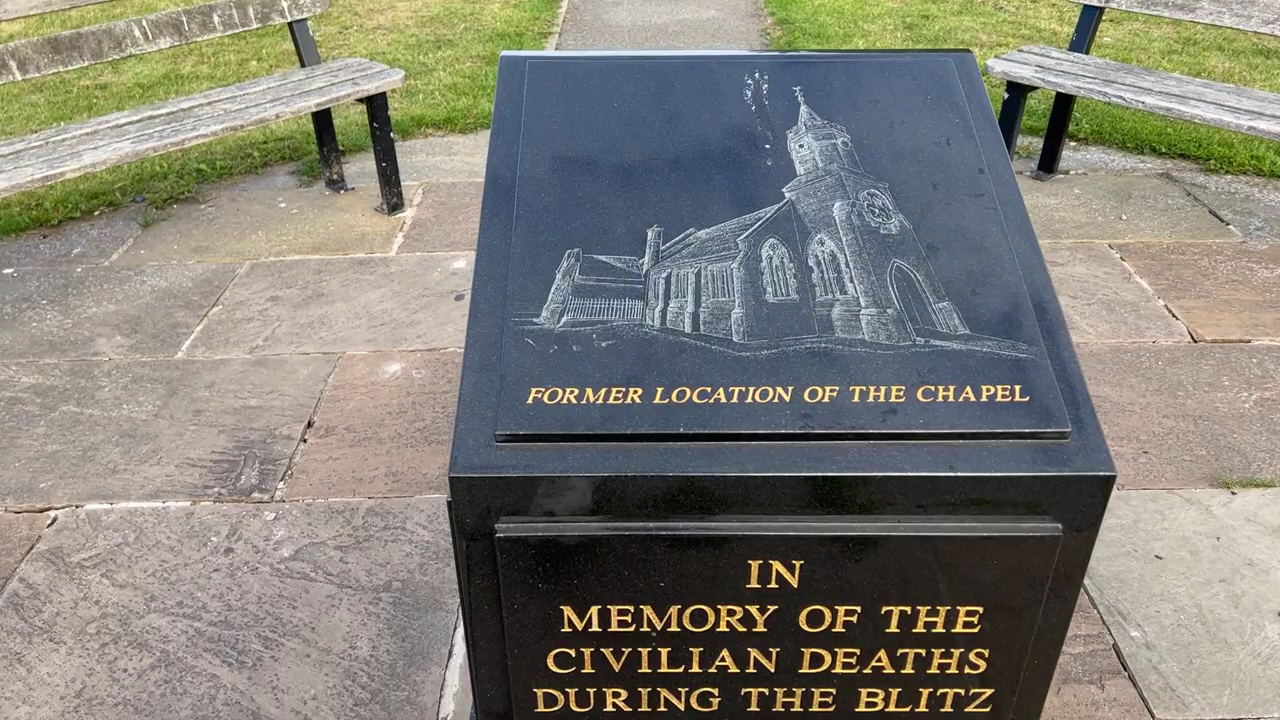 FORMER LOCATION OF THE CHAPEL
IN
MEMORY OF THE
CIVILIAN DEATHS
DURING THE BLITZ